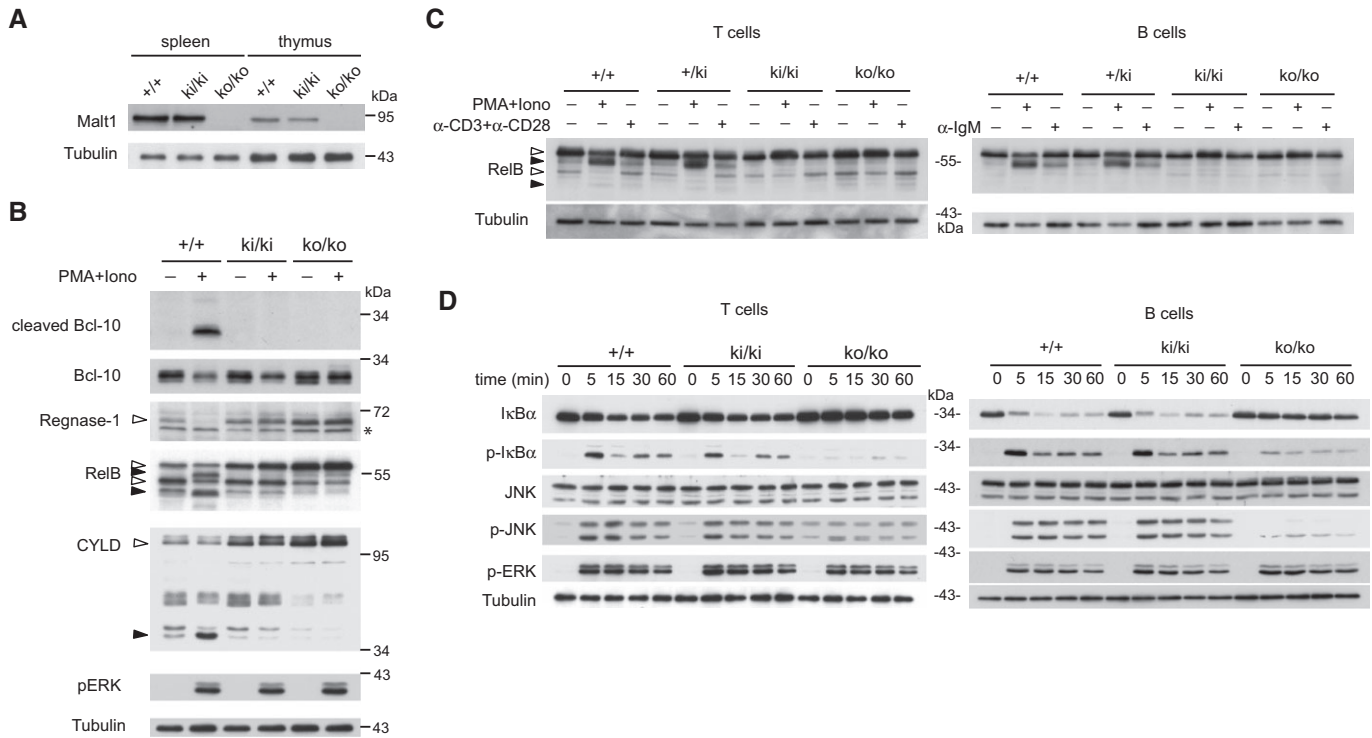 A
spleen thymus
+/+ ki/ki ko/ko +/+ ki/ki ko/ko
kDa
Malt1 95
Tubulin 43
B
+/+ ki/ki ko/ko
PMA+Iono – + – + – +
kDa
cleaved Bcl-10 34
34
Bcl-10
Regnase-1 72
*
RelB 55
CYLD
95
34
pERK 43
Tubulin 43
C
T cells
+/+ +/ki ki/ki ko/ko
PMA+Iono – + – – + – – + – – + –
α-CD3+α-CD28 – – + – – + – – + – – +
RelB
Tubulin
B cells
+/+ +/ki ki/ki ko/ko
– + – – + – – + – – + –
α-IgM – – + – – + – – + – – +
-55-
-43-
kDa
D
T cells
+/+ ki/ki ko/ko
time (min) 0 5 15 30 60 0 5 15 30 60 0 5 15 30 60
IκBα
p-IκBα
JNK
p-JNK
p-ERK
Tubulin
B cells
+/+ ki/ki ko/ko
0 5 15 30 60 0 5 15 30 60 0 5 15 30 60
kDa
-34-
-34-
-43-
-43-
-43-
-43-